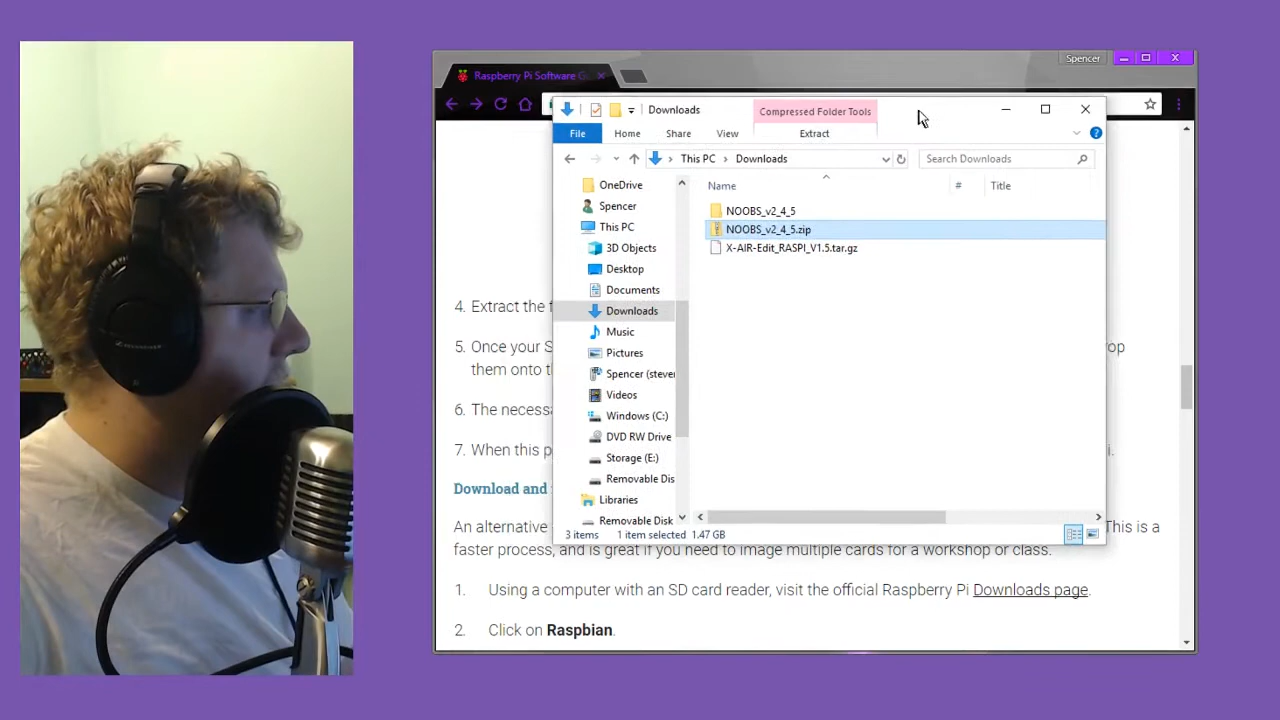 Spencer
Raspberry Pi Software G
Downloads
Compressed Folder Tools
File
Home
Share
View
Extract
This PC
Downloads
Search Downloads
Name
#
Title
OneDrive
Spencer
This PC
3D Objects
Desktop
Documents
Downloads
Music
Pictures
Spencer (steve
Videos
Windows (C:)
DVD RW Drive
Storage (E:)
Removable Dis
Libraries
Removable Disk
NOOBS_v2_4_5
NOOBS_v2_4_5.zip
X-AIR-Edit_RASPI_V1.5.tar.gz
3 items
1 item selected 1.47 GB
4. Extract the f
5. Once your S
rop
them onto t
6. The necess
7. When this p
i.
Download and
An alternative
This is a
faster process, and is great if you need to image multiple cards for a workshop or class.
1. Using a computer with an SD card reader, visit the official Raspberry Pi Downloads page.
2. Click on Raspbian.